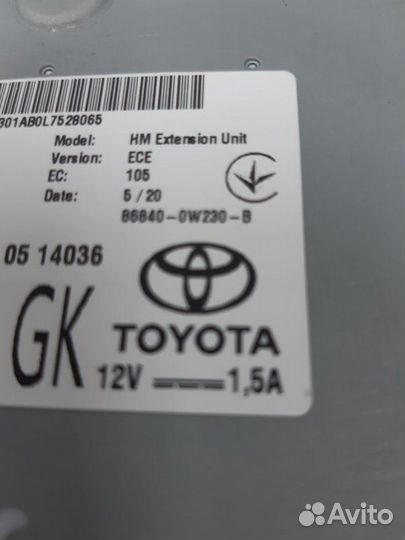 301AB0L7528065
Model: HM Extension Unit
Version: ECE
EC: 105
Date: 5 / 20
86840-0W230-B
05 14036
GK
TOYOTA
12V 1,5A
Avito